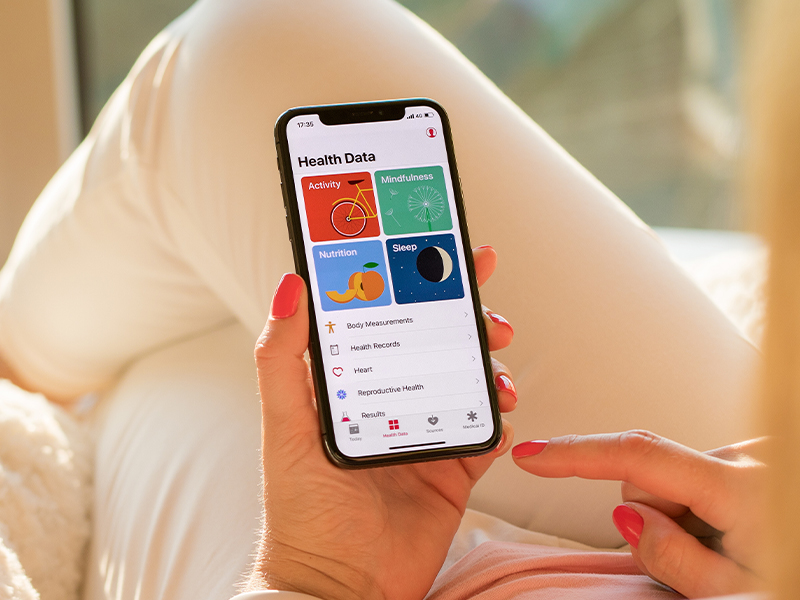 17:35
4G
Health Data
Activity
Mindfulness
Nutrition
Sleep
Body Measurements
Health Records
Heart
Reproductive Health
Results
Today
Health Data
Sources
Medical ID